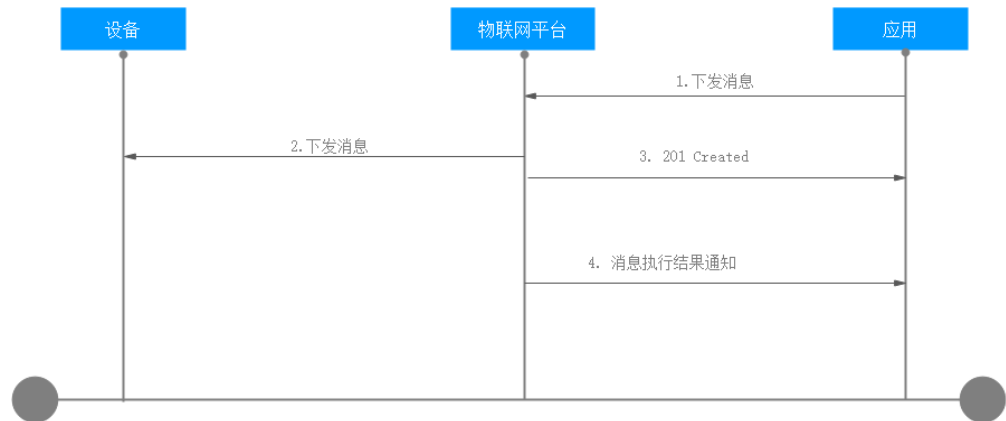 设备
物联网平台
应用
1.下发消息
2.下发消息
3. 201 Created
4. 消息执行结果通知